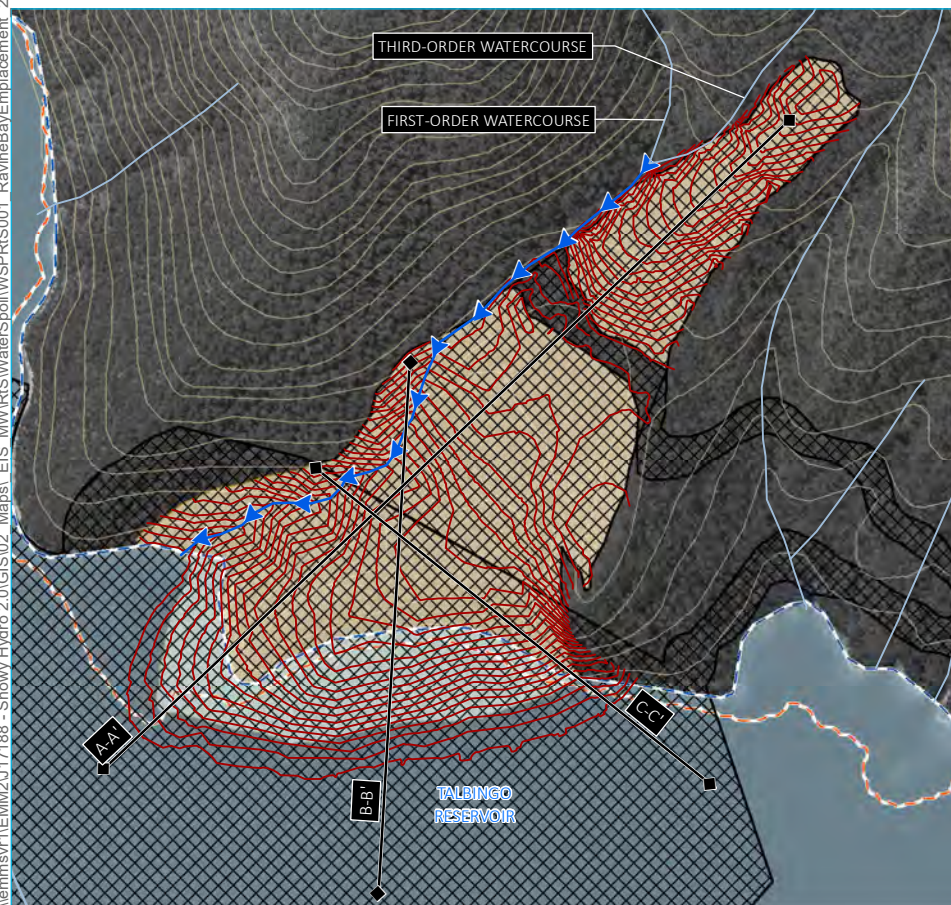 THIRD-ORDER WATERCOURSE
FIRST-ORDER WATERCOURSE
A-A'
B-B'
C-C'
TALBINGO
RESERVOIR